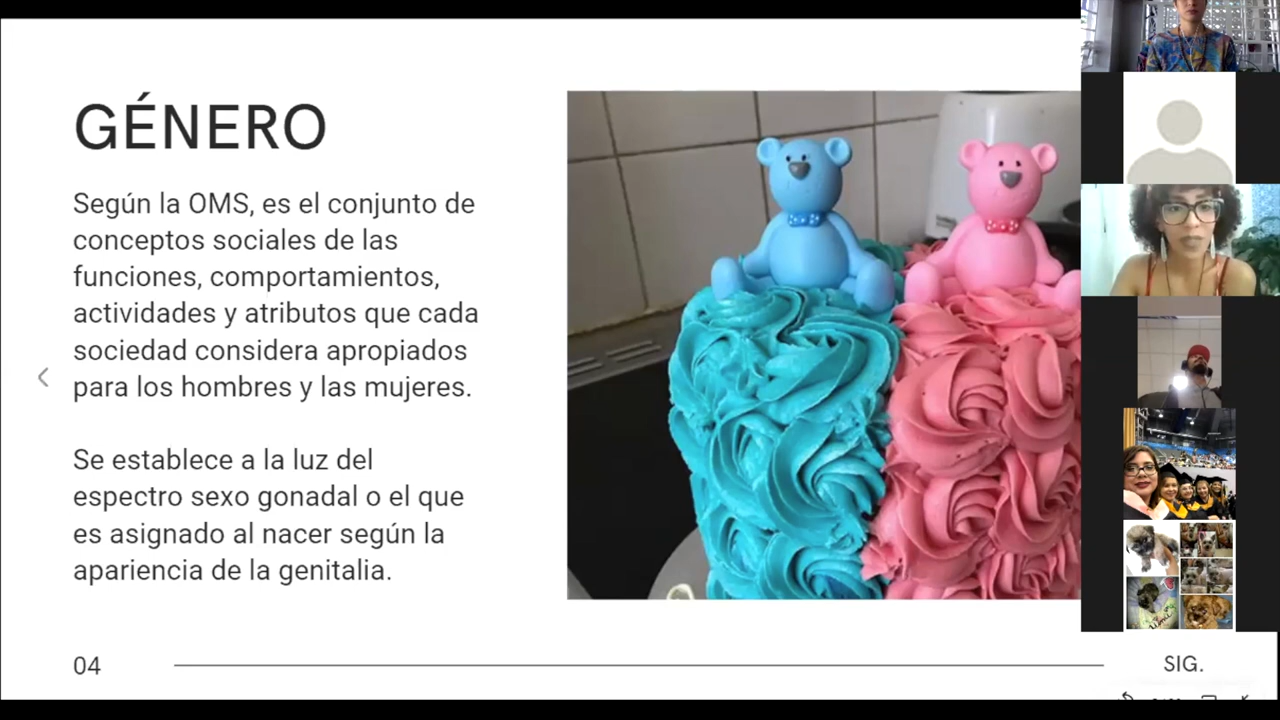 GÉNERO
Según la OMS, es el conjunto de
conceptos sociales de las
funciones, comportamientos,
actividades y atributos que cada
sociedad considera apropiados
para los hombres y las mujeres.
Se establece a la luz del
espectro sexo gonadal o el que
es asignado al nacer según la
apariencia de la genitalia.
04
SIG.